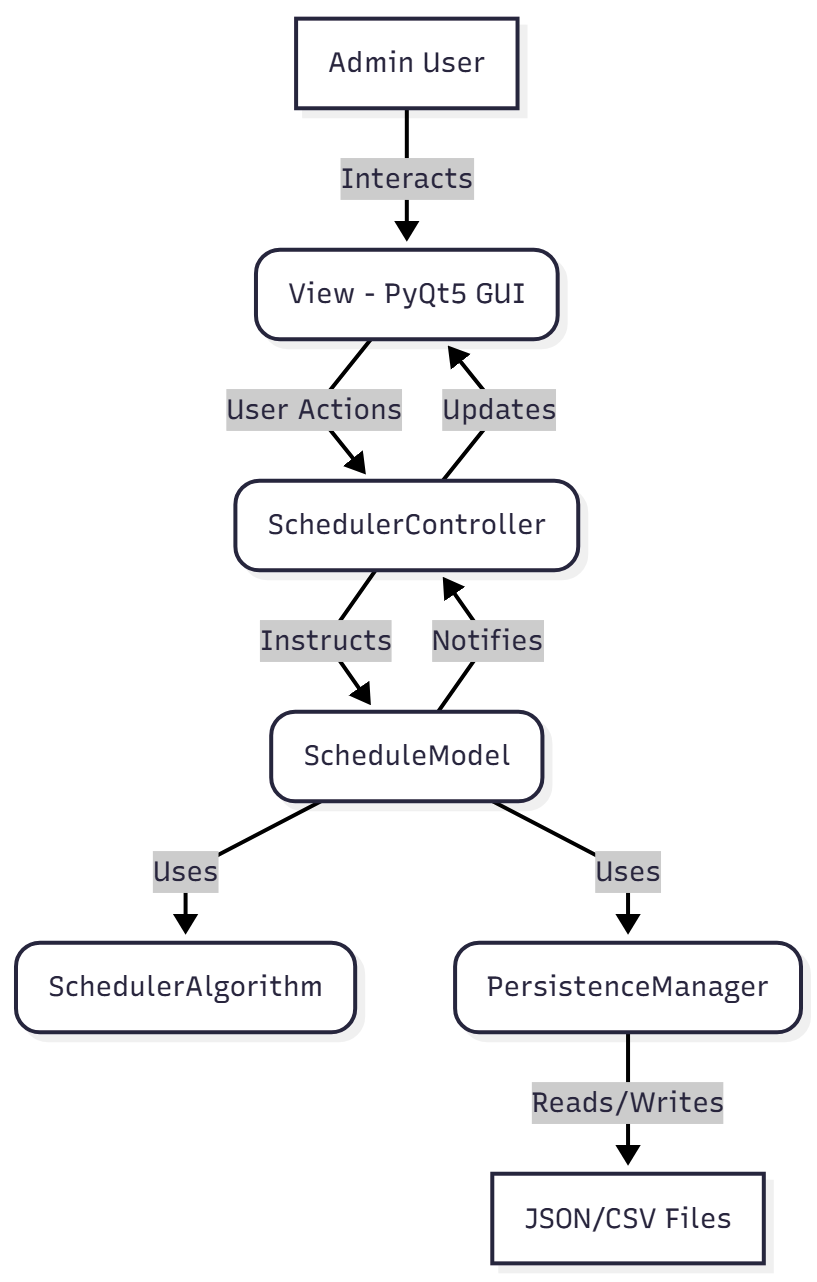 Admin User
Interacts
View - PyQt5 GUI
User Actions
Updates
SchedulerController
Instructs
Notifies
ScheduleModel
Uses
Uses
SchedulerAlgorithm
PersistenceManager
Reads/Writes
JSON/CSV Files